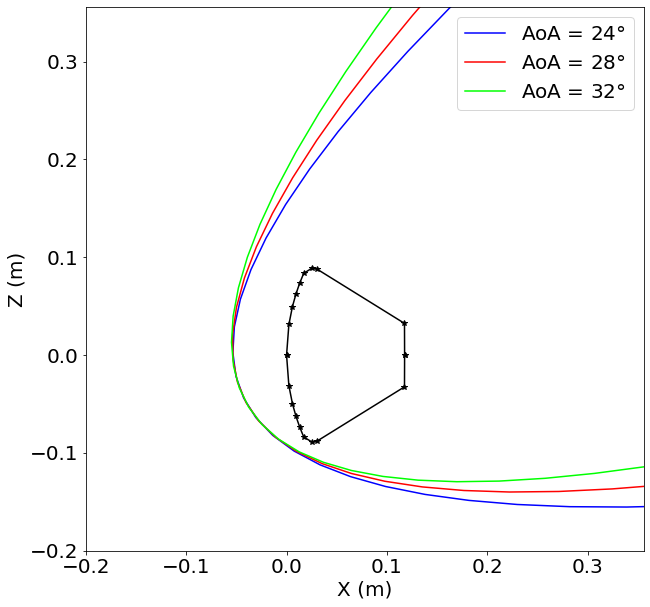 AoA = 24°
AoA = 28°
AoA = 32°
0.3
0.2
0.1
0.0
−0.1
−0.2
Z (m)
−0.2 −0.1 0.0 0.1 0.2 0.3
X (m)